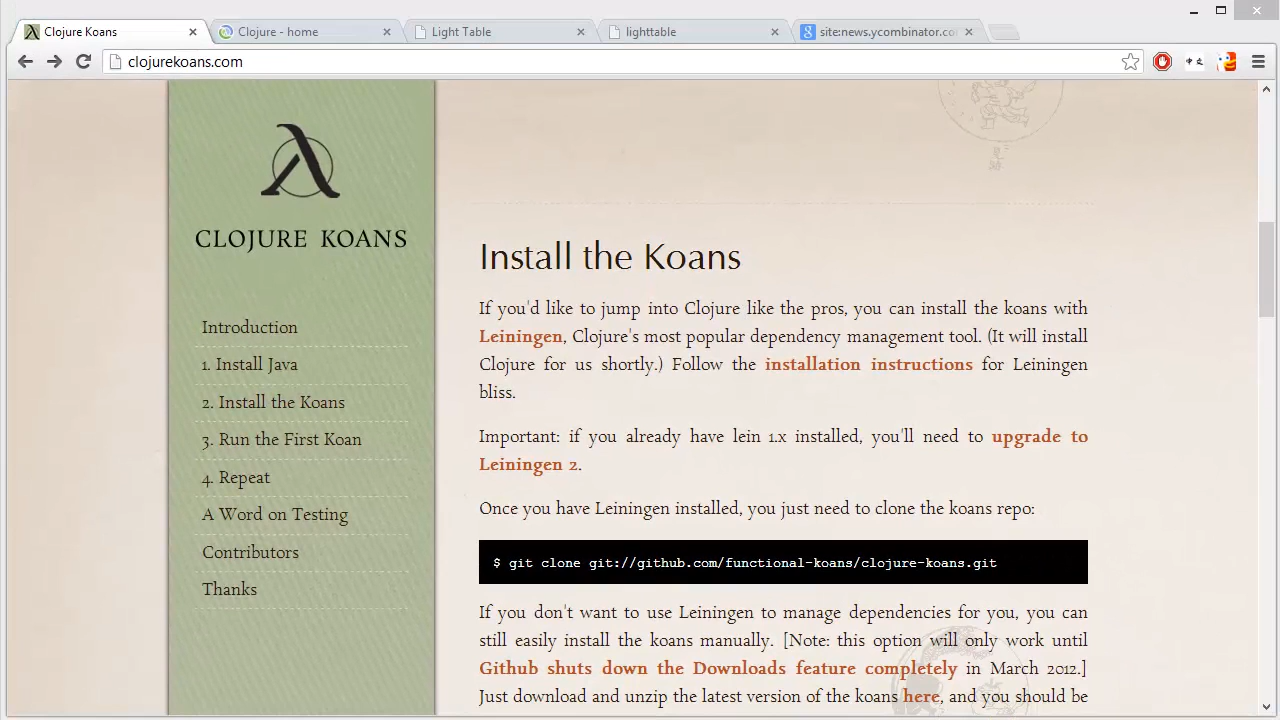 Clojure Koans
Clojure - home
Light Table
lighttable
site:news.ycombinator.co
clojurekoans.com
CLOJURE KOANS
Introduction
1. Install Java
2. Install the Koans
3. Run the First Koan
4. Repeat
A Word on Testing
Contributors
Thanks
Install the Koans
If you'd like to jump into Clojure like the pros, you can install the koans with
Leiningen, Clojure's most popular dependency management tool. (It will install
Clojure for us shortly.) Follow the installation instructions for Leiningen
bliss.
Important: if you already have lein 1.x installed, you'll need to upgrade to
Leiningen 2.
Once you have Leiningen installed, you just need to clone the koans repo:
$ git clone git://github.com/functional-koans/clojure-koans.git
If you don't want to use Leiningen to manage dependencies for you, you can
still easily install the koans manually. [Note: this option will only work until
Github shuts down the Downloads feature completely in March 2012.]
Just download and unzip the latest version of the koans here, and you should be